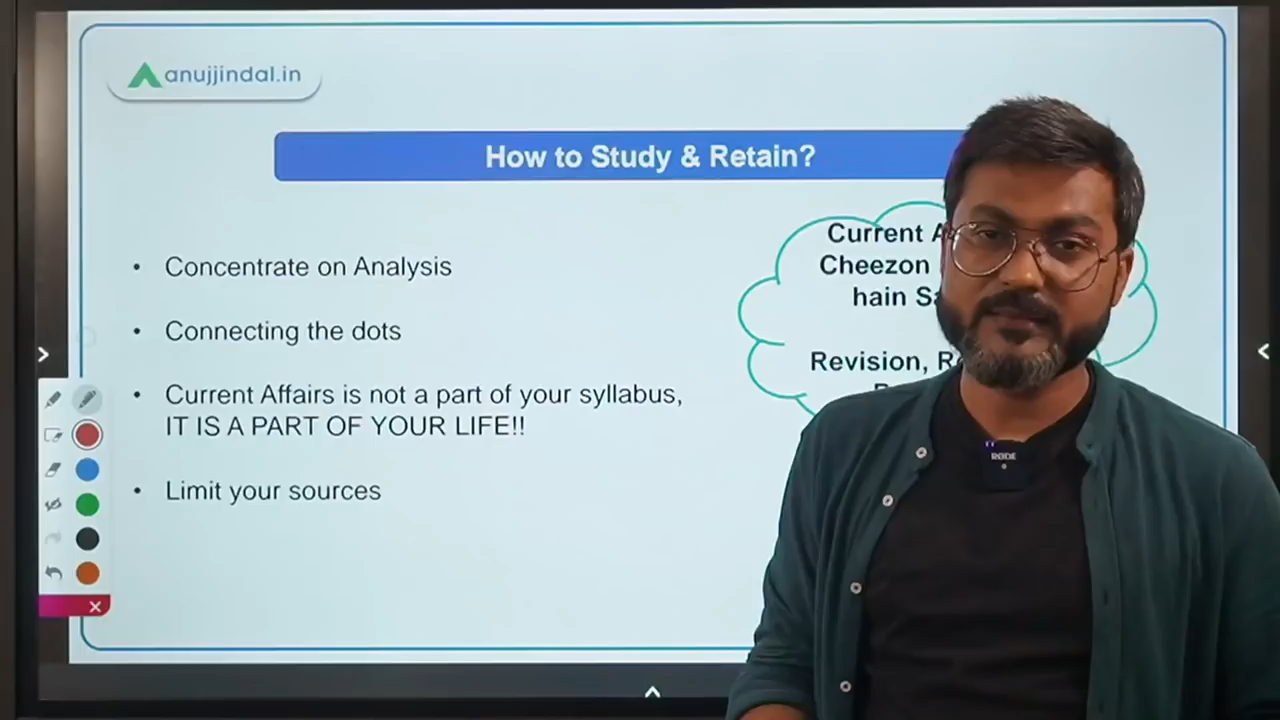 anujjindal.in
How to Study & Retain?
• Concentrate on Analysis
• Connecting the dots
• Current Affairs is not a part of your syllabus,
IT IS A PART OF YOUR LIFE!!
• Limit your sources
Current
Cheezon
hain
Revision,
RØDE